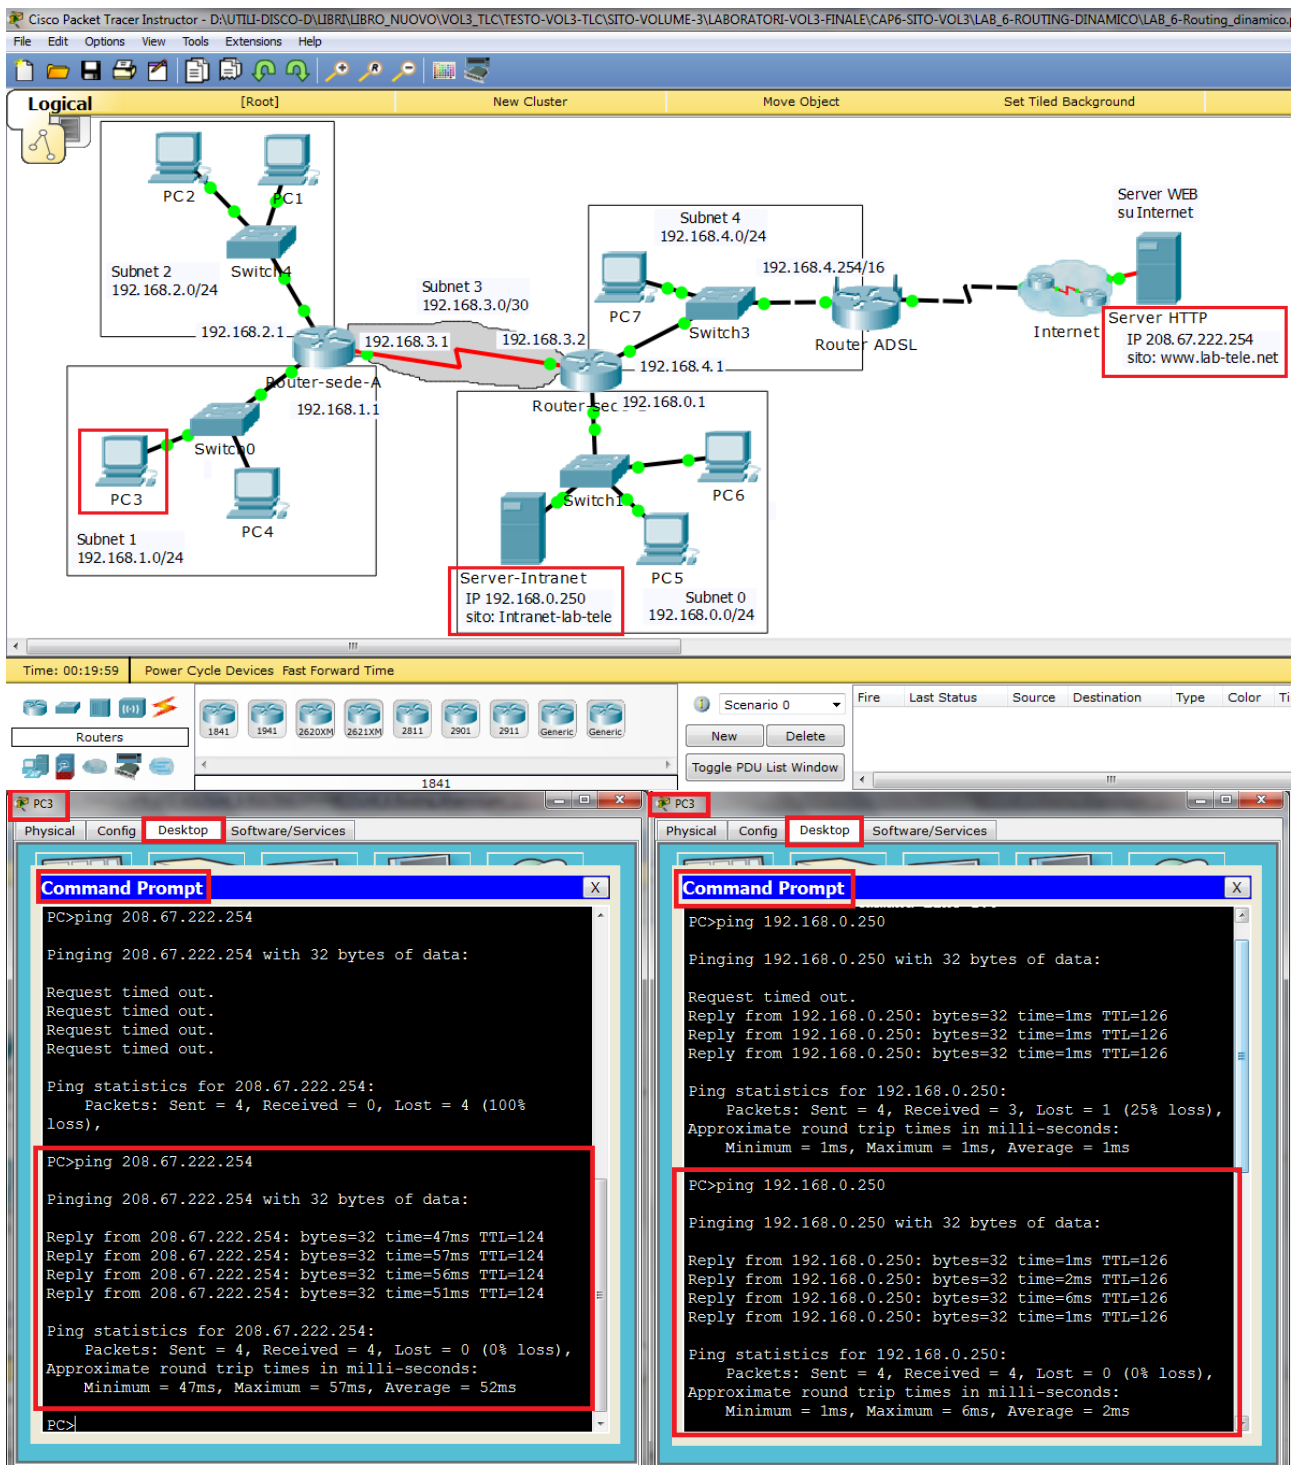 Cisco Packet Tracer Instructor - D:\UTILI-DISCO-D\LIBRI\LIBRO_NUOVO\VOL3_TLC\TESTO-VOL3-TLC\SITO-VOLUME-3\LABORATORI-VOL3-FINALE\CAP6-SITO-VOL3\LAB_6-ROUTING-DINAMICO\LAB_6-Routing_dinamico.
File Edit Options View Tools Extensions Help
Logical [Root] New Cluster Move Object Set Tiled Background
PC2
PC1
Switch4
Subnet 2
192.168.2.0/24
192.168.2.1
Subnet 3
192.168.3.0/30
192.168.3.1
192.168.3.2
Router-sede-A
192.168.1.1
Switch0
PC3
PC4
Subnet 1
192.168.1.0/24
Subnet 4
192.168.4.0/24
192.168.4.254/16
PC7
Switch3
Router ADSL
192.168.4.1
192.168.0.1
Switch1
PC6
PC5
Server-Intranet
IP 192.168.0.250
sito: Intranet-lab-tele
Subnet 0
192.168.0.0/24
Server WEB
su Internet
Internet
Server HTTP
IP 208.67.222.254
sito: www.lab-tele.net
Time: 00:19:59 Power Cycle Devices Fast Forward Time
Routers
1841 1941 2620XM 2621XM 2811 2901 2911 Generic Generic
1841
Scenario 0
New Delete
Toggle PDU List Window
Fire Last Status Source Destination Type Color
PC3
Physical Config Desktop Software/Services
Command Prompt X
PC>ping 208.67.222.254
Pinging 208.67.222.254 with 32 bytes of data:
Request timed out.
Request timed out.
Request timed out.
Request timed out.
Ping statistics for 208.67.222.254:
Packets: Sent = 4, Received = 0, Lost = 4 (100%
loss),
PC>ping 208.67.222.254
Pinging 208.67.222.254 with 32 bytes of data:
Reply from 208.67.222.254: bytes=32 time=47ms TTL=124
Reply from 208.67.222.254: bytes=32 time=57ms TTL=124
Reply from 208.67.222.254: bytes=32 time=56ms TTL=124
Reply from 208.67.222.254: bytes=32 time=51ms TTL=124
Ping statistics for 208.67.222.254:
Packets: Sent = 4, Received = 4, Lost = 0 (0% loss),
Approximate round trip times in milli-seconds:
Minimum = 47ms, Maximum = 57ms, Average = 52ms
PC>
PC3
Physical Config Desktop Software/Services
Command Prompt X
PC>ping 192.168.0.250
Pinging 192.168.0.250 with 32 bytes of data:
Request timed out.
Reply from 192.168.0.250: bytes=32 time=1ms TTL=126
Reply from 192.168.0.250: bytes=32 time=1ms TTL=126
Reply from 192.168.0.250: bytes=32 time=1ms TTL=126
Ping statistics for 192.168.0.250:
Packets: Sent = 4, Received = 3, Lost = 1 (25% loss),
Approximate round trip times in milli-seconds:
Minimum = 1ms, Maximum = 1ms, Average = 1ms
PC>ping 192.168.0.250
Pinging 192.168.0.250 with 32 bytes of data:
Reply from 192.168.0.250: bytes=32 time=1ms TTL=126
Reply from 192.168.0.250: bytes=32 time=2ms TTL=126
Reply from 192.168.0.250: bytes=32 time=6ms TTL=126
Reply from 192.168.0.250: bytes=32 time=1ms TTL=126
Ping statistics for 192.168.0.250:
Packets: Sent = 4, Received = 4, Lost = 0 (0% loss),
Approximate round trip times in milli-seconds:
Minimum = 1ms, Maximum = 6ms, Average = 2ms